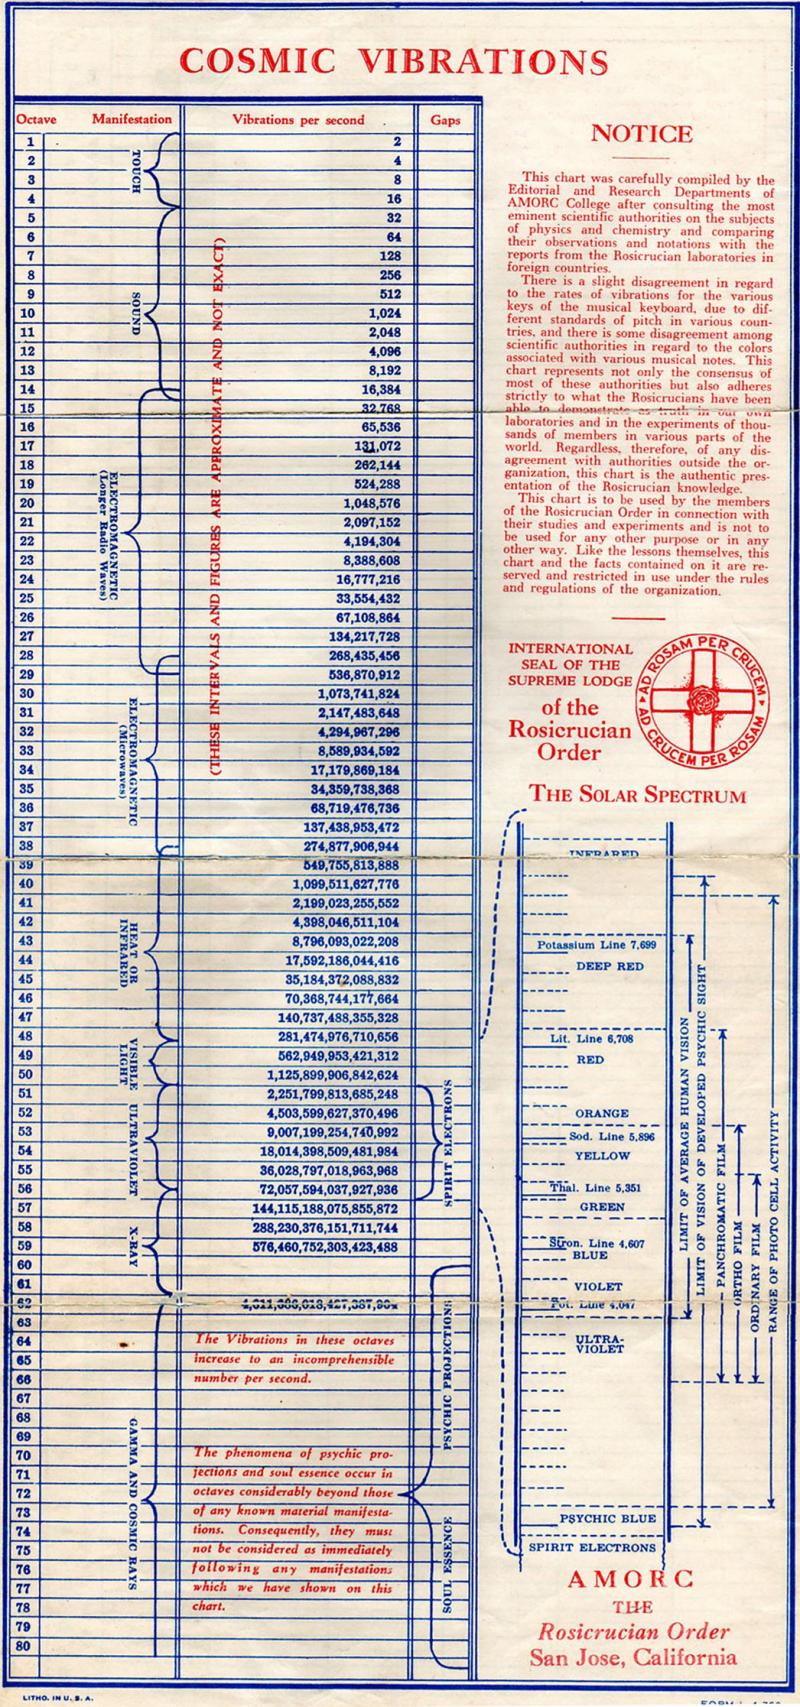 COSMIC VIBRATIONS
Octave Manifestation Vibrations per second Gaps
1 2
2 4
3 8
4 16
5 32
6 64
7 128
8 256
9 512
10 1,024
11 2,048
12 4,096
13 8,192
14 16,384
15 32,768
16 65,536
17 131,072
18 262,144
19 524,288
20 1,048,576
21 2,097,152
22 4,194,304
23 8,388,608
24 16,777,216
25 33,554,432
26 67,108,864
27 134,217,728
28 268,435,456
29 536,870,912
30 1,073,741,824
31 2,147,483,648
32 4,294,967,296
33 8,589,934,592
34 17,179,869,184
35 34,359,738,368
36 68,719,476,736
37 137,438,953,472
38 274,877,906,944
39 549,755,813,888
40 1,099,511,627,776
41 2,199,023,255,552
42 4,398,046,511,104
43 8,796,093,022,208
44 17,592,186,044,416
45 35,184,372,088,832
46 70,368,744,177,664
47 140,737,488,355,328
48 281,474,976,710,656
49 562,949,953,421,312
50 1,125,899,906,842,624
51 2,251,799,813,685,248
52 4,503,599,627,370,496
53 9,007,199,254,740,992
54 18,014,398,509,481,984
55 36,028,797,018,963,968
56 72,057,594,037,927,936
57 144,115,188,075,855,872
58 288,230,376,151,711,744
59 576,460,752,303,423,488
60
61
62
63
64
65
66
67
68
69
70
71
72
73
74
75
76
77
78
79
80
TOUCH
SOUND
ELECTROMAGNETIC
(Longer Radio Waves)
ELECTROMAGNETIC
(Microwaves)
HEAT OR
INFRARED
VISIBLE
LIGHT
ULTRAVIOLET
X-RAY
GAMMA AND COSMIC RAYS
(THESE INTERVALS AND FIGURES ARE APPROXIMATE AND NOT EXACT)
The Vibrations in these octaves
increase to an incomprehensible
number per second.
The phenomena of psychic pro-
jections and soul essence occur in
octaves considerably beyond those
of any known material manifesta-
tions. Consequently, they must
not be considered as immediately
following any manifestations
which we have shown on this
chart.
SPIRIT ELECTRONS
PSYCHIC PROJECTIONS
SOUL ESSENCE
NOTICE
This chart was carefully compiled by the
Editorial and Research Departments of
AMORC College after consulting the most
eminent scientific authorities on the subjects
of physics and chemistry and comparing
their observations and notations with the
reports from the Rosicrucian laboratories in
foreign countries.
There is a slight disagreement in regard
to the rates of vibrations for the various
keys of the musical keyboard, due to dif-
ferent standards of pitch in various coun-
tries, and there is some disagreement among
scientific authorities in regard to the colors
associated with various musical notes. This
chart represents not only the consensus of
most of these authorities but also adheres
strictly to what the Rosicrucians have been
able to demonstrate as truth in our own
laboratories and in the experiments of thou-
sands of members in various parts of the
world. Regardless, therefore, of any dis-
agreement with authorities outside the or-
ganization, this chart is the authentic pres-
entation of the Rosicrucian knowledge.
This chart is to be used by the members
of the Rosicrucian Order in connection with
their studies and experiments and is not to
be used for any other purpose or in any
other way. Like the lessons themselves, this
chart and the facts contained on it are re-
served and restricted in use under the rules
and regulations of the organization.
INTERNATIONAL
SEAL OF THE
SUPREME LODGE
of the
Rosicrucian
Order
AD ROSAM PER CRUCEM
AD CRUCEM PER ROSAM
THE SOLAR SPECTRUM
INFRARED
Potassium Line 7,699
DEEP RED
Lit. Line 6,708
RED
ORANGE
Sod. Line 5,896
YELLOW
Thal. Line 5,351
GREEN
Stron. Line 4,607
BLUE
VIOLET
Pot. Line 4,047
ULTRA-
VIOLET
PSYCHIC BLUE
SPIRIT ELECTRONS
LIMIT OF AVERAGE HUMAN VISION
LIMIT OF VISION OF DEVELOPED PSYCHIC SIGHT
PANCHROMATIC FILM
ORTHO FILM
ORDINARY FILM
RANGE OF PHOTO CELL ACTIVITY
AMORC
THE
Rosicrucian Order
San Jose, California
LITHO. IN U. S. A.